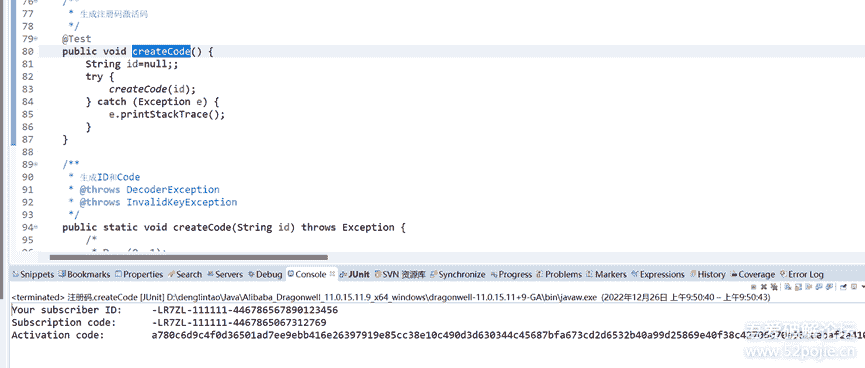 76 /**
77 * 生成注册码激活码
78 */
79 @Test
80 public void createCode() {
81 String id=null;;
82 try {
83 createCode(id);
84 } catch (Exception e) {
85 e.printStackTrace();
86 }
87 }
88
89 /**
90 * 生成ID和Code
91 * @throws DecoderException
92 * @throws InvalidKeyException
93 */
94 public static void createCode(String id) throws Exception {
95 /*
96
Snippets Bookmarks Properties Search Servers Debug Console JUnit SVN 资源库 Synchronize Progress Problems Markers Expressions History Coverage Error Log
<terminated> 注册码.createCode [JUnit] D:\denglintao\Java\Alibaba_Dragonwell_11.0.15.11.9_x64_windows\dragonwell-11.0.15.11+9-GA\bin\javaw.exe (2022年12月26日 上午9:50:40 – 上午9:50:43)
Your subscriber ID: -LR7ZL-111111-446786567890123456
Subscription code: -LR7ZL-111111-4467865067312769
Activation code:
吾爱破解论坛
www.52pojie.cn